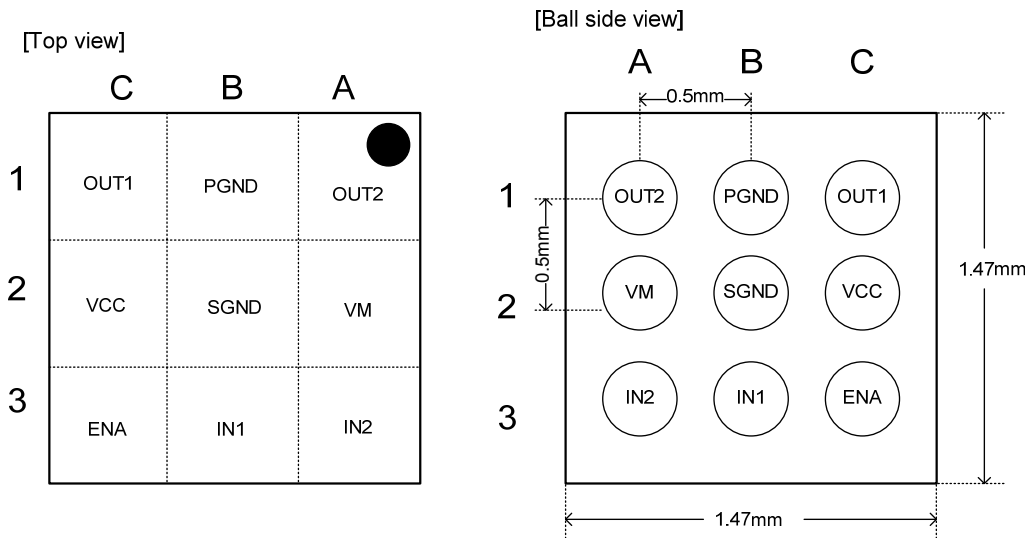 [Top view]
C B A
1 OUT1 PGND OUT2
2 VCC SGND VM
3 ENA IN1 IN2
[Ball side view]
A B C
0.5mm
1 OUT2 PGND OUT1
0.5mm
1.47mm
2 VM SGND VCC
3 IN2 IN1 ENA
1.47mm